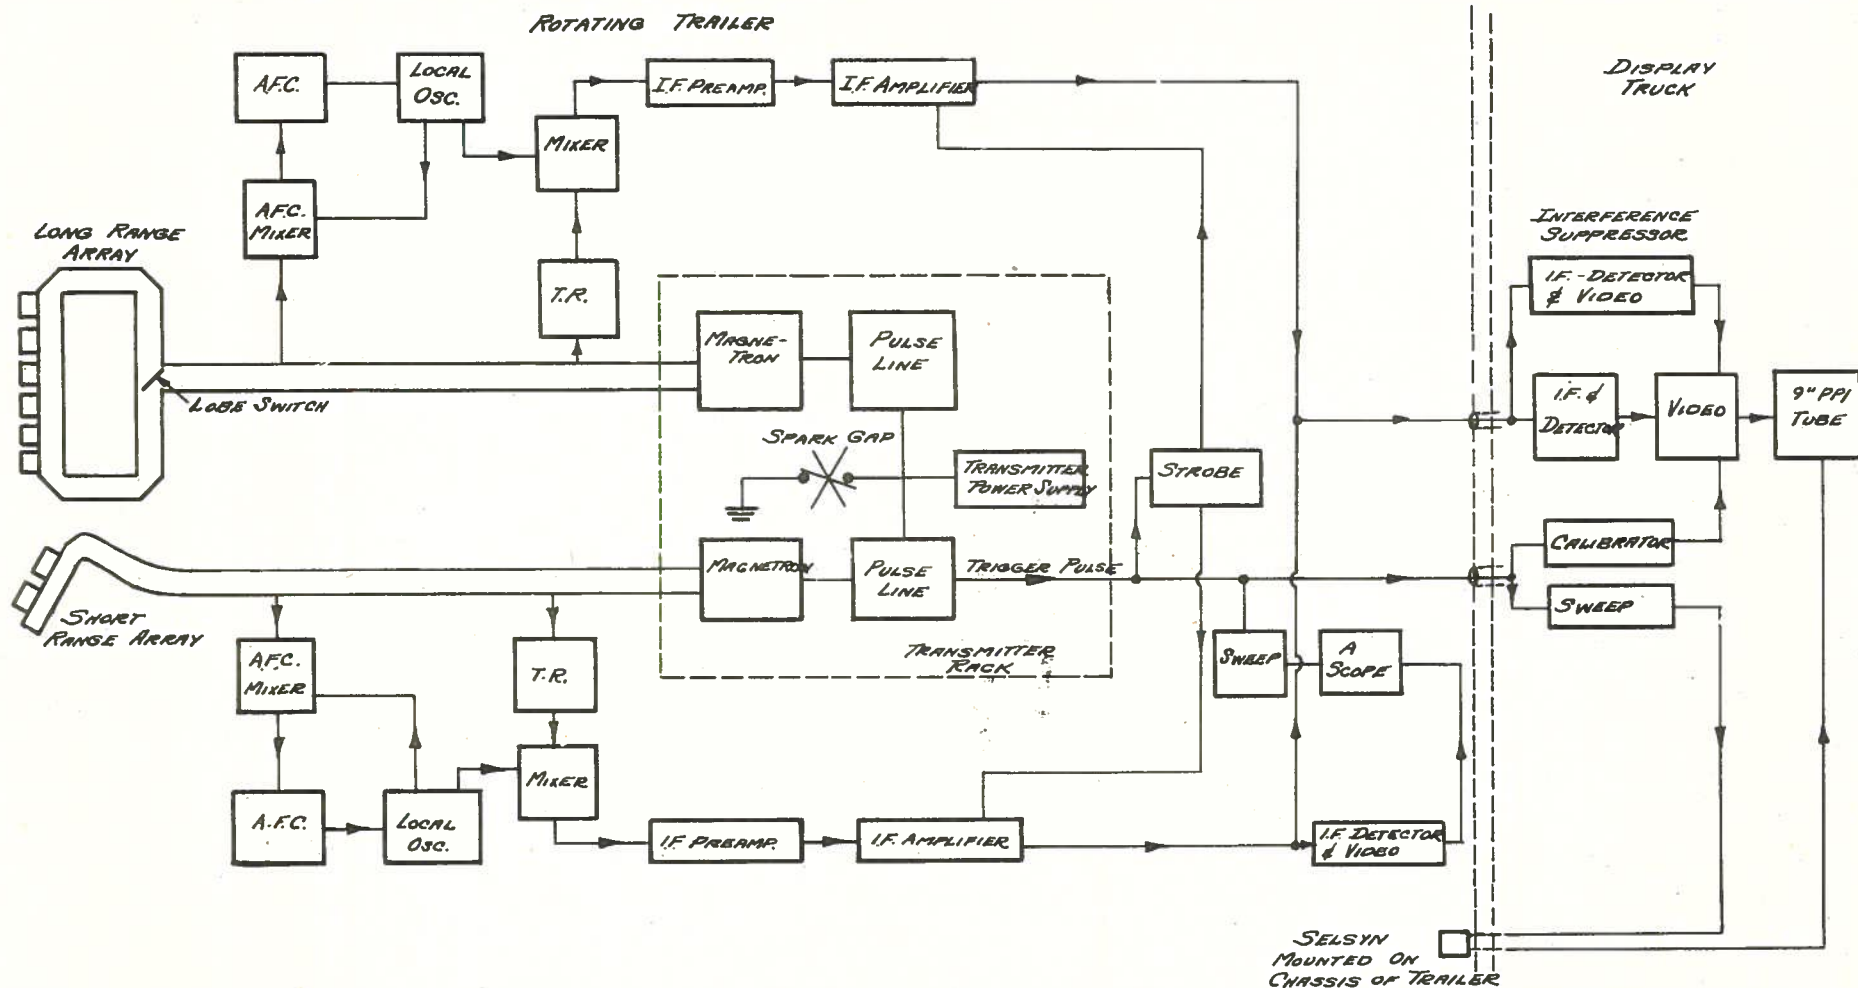 ROTATING TRAILER
DISPLAY
TRUCK
A.F.C.
LOCAL
OSC.
MIXER
I.F. PREAMP.
I.F. AMPLIFIER
A.F.C.
MIXER
T.R.
LONG RANGE
ARRAY
LOBE SWITCH
MAGNE-
TRON
PULSE
LINE
SPARK GAP
TRANSMITTER
POWER SUPPLY
STROBE
INTERFERENCE
SUPPRESSOR
I.F.-DETECTOR
& VIDEO
I.F. &
DETECTOR
VIDEO
9" PPI
TUBE
CALIBRATOR
SWEEP
MAGNETRON
PULSE
LINE
TRIGGER PULSE
TRANSMITTER
RACK
SHORT
RANGE ARRAY
A.F.C.
MIXER
T.R.
SWEEP
A
SCOPE
A.F.C.
LOCAL
OSC.
MIXER
I.F. PREAMP.
I.F. AMPLIFIER
I.F. DETECTOR
& VIDEO
SELSYN
MOUNTED ON
CHASSIS OF TRAILER